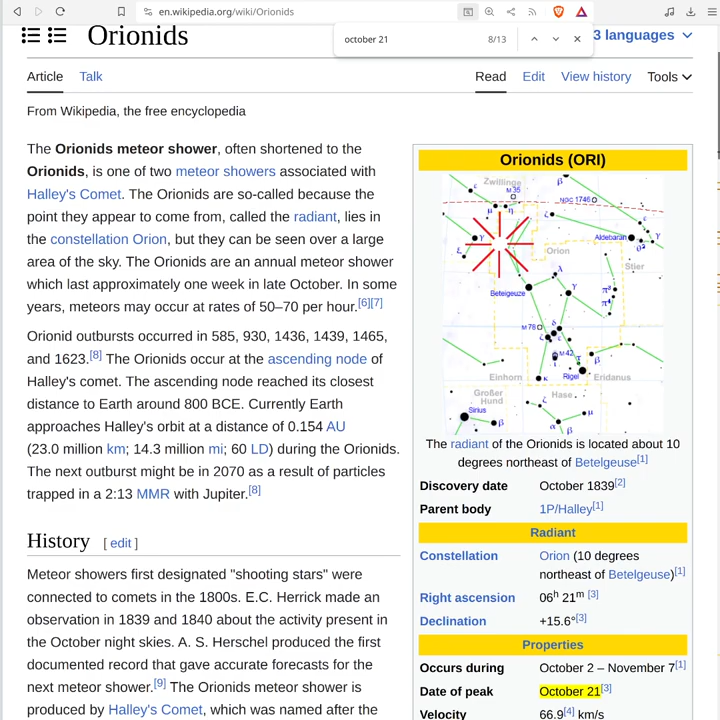 en.wikipedia.org/wiki/Orionids
october 21 8/13
Orionids
3 languages
Article Talk Read Edit View history Tools
From Wikipedia, the free encyclopedia
The Orionids meteor shower, often shortened to the
Orionids, is one of two meteor showers associated with
Halley's Comet. The Orionids are so-called because the
point they appear to come from, called the radiant, lies in
the constellation Orion, but they can be seen over a large
area of the sky. The Orionids are an annual meteor shower
which last approximately one week in late October. In some
years, meteors may occur at rates of 50–70 per hour.[6][7]
Orionid outbursts occurred in 585, 930, 1436, 1439, 1465,
and 1623.[8] The Orionids occur at the ascending node of
Halley's comet. The ascending node reached its closest
distance to Earth around 800 BCE. Currently Earth
approaches Halley's orbit at a distance of 0.154 AU
(23.0 million km; 14.3 million mi; 60 LD) during the Orionids.
The next outburst might be in 2070 as a result of particles
trapped in a 2:13 MMR with Jupiter.[8]
History [ edit ]
Meteor showers first designated "shooting stars" were
connected to comets in the 1800s. E.C. Herrick made an
observation in 1839 and 1840 about the activity present in
the October night skies. A. S. Herschel produced the first
documented record that gave accurate forecasts for the
next meteor shower.[9] The Orionids meteor shower is
produced by Halley's Comet, which was named after the
Orionids (ORI)
Zwillinge
M 35
NGC 1746
Aldebaran
Orion
Stier
Beteigeuze
M 78
M 42
Einhorn
Rigel
Eridanus
Großer
Hund
Hase
Sirius
The radiant of the Orionids is located about 10
degrees northeast of Betelgeuse[1]
Discovery date October 1839[2]
Parent body 1P/Halley[1]
Radiant
Constellation Orion (10 degrees
northeast of Betelgeuse)[1]
Right ascension 06h 21m [3]
Declination +15.6°[3]
Properties
Occurs during October 2 – November 7[1]
Date of peak October 21[3]
Velocity 66.9[4] km/s